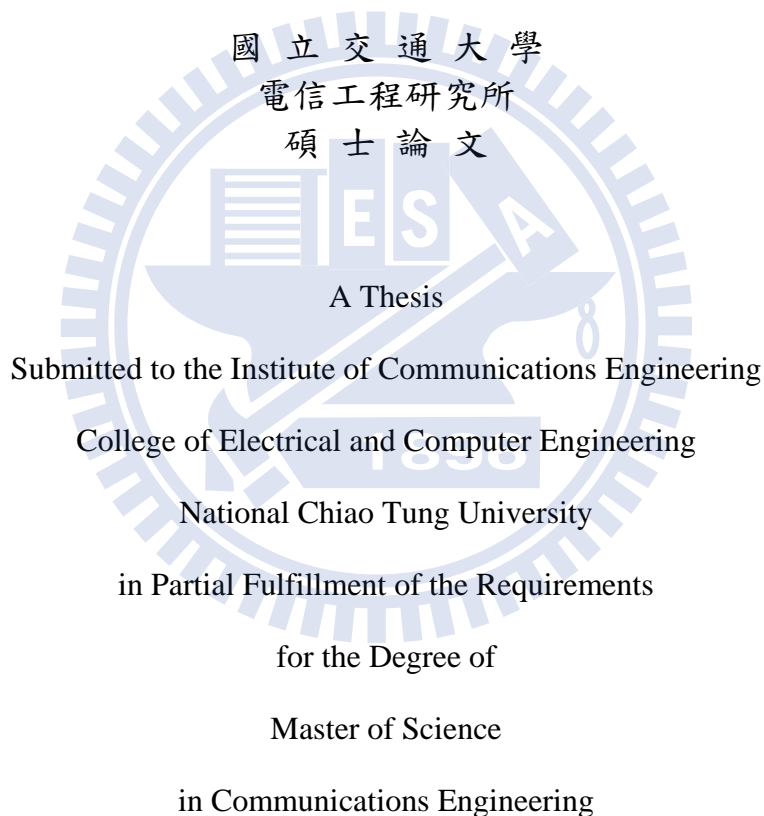 國 立 交 通 大 學
電信工程研究所
碩 士 論 文
E S A
A Thesis
Submitted to the Institute of Communications Engineering
College of Electrical and Computer Engineering
1896
National Chiao Tung University
in Partial Fulfillment of the Requirements
for the Degree of
Master of Science
in Communications Engineering